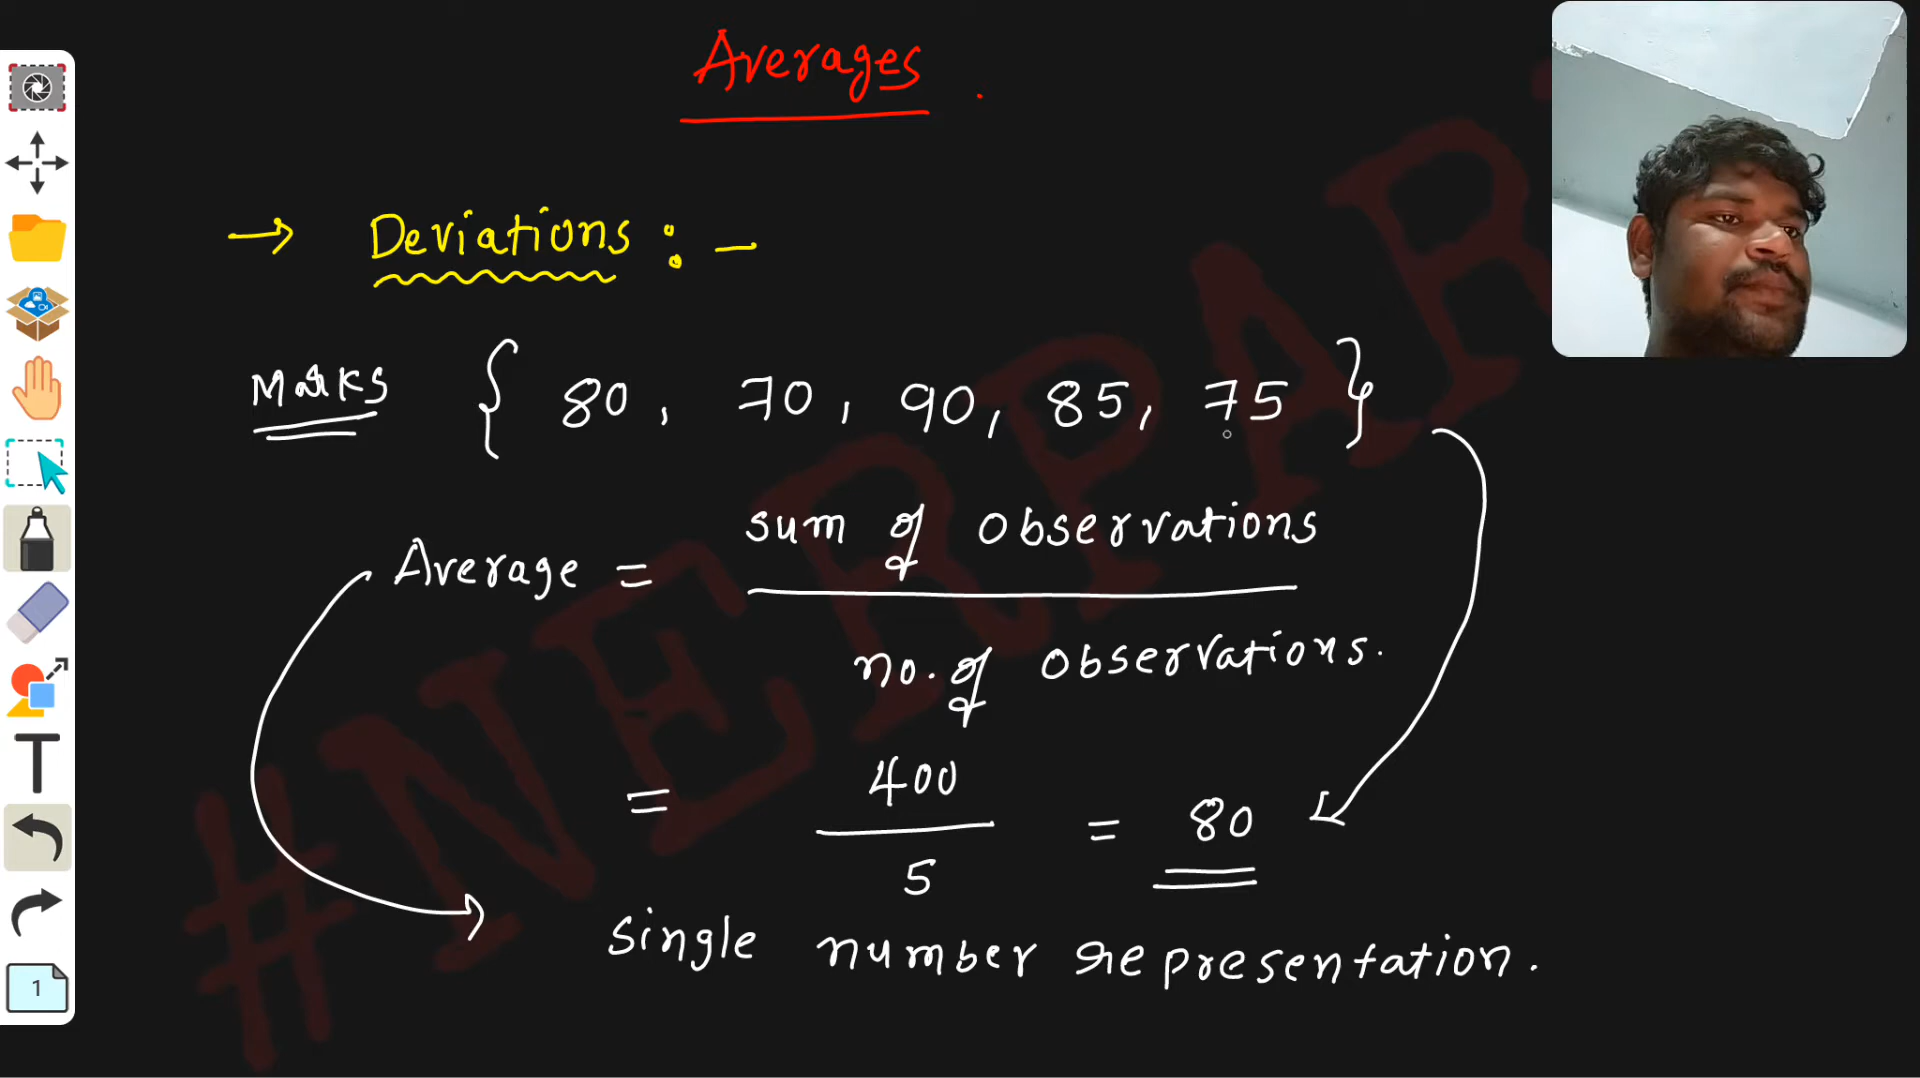 Averages .
→ Deviations : -
Marks { 80, 70, 90, 85, 75 }
Average = sum of observations
no. of observations.
= 400
5
= 80
single number representation.
1